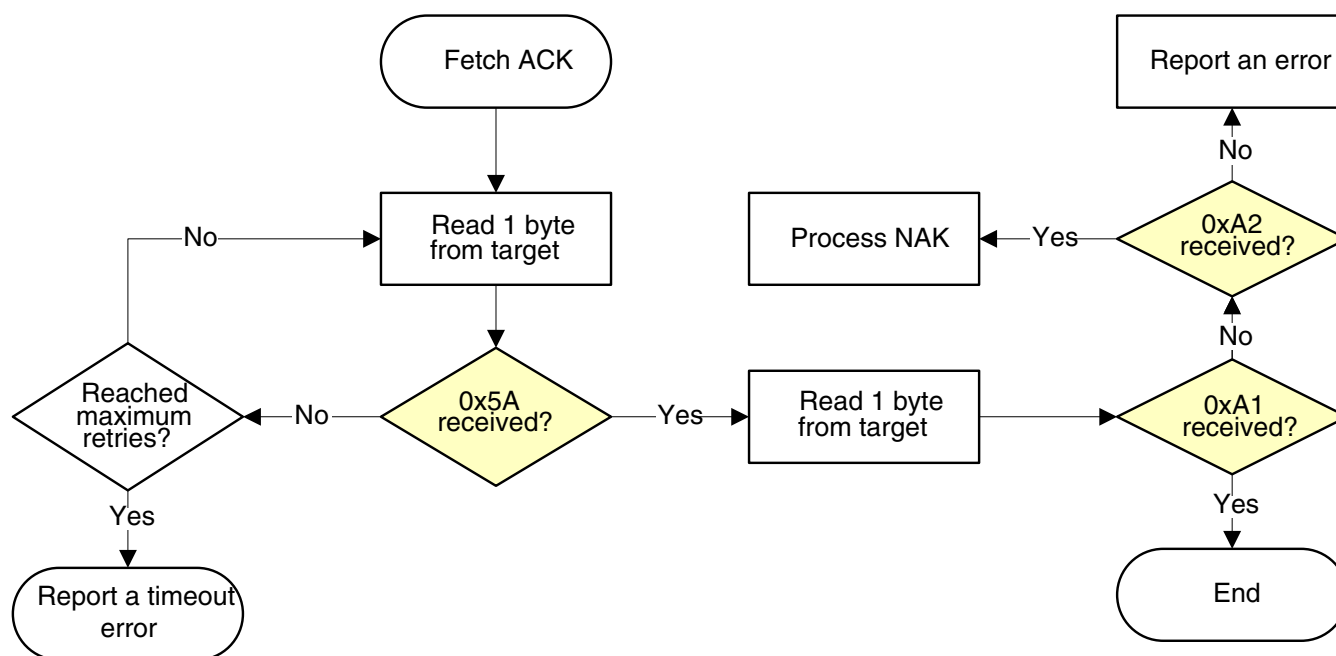 Fetch ACK
Report an error
No
Read 1 byte
from target
Process NAK
Yes
0xA2
received?
No
No
Reached
maximum
retries?
No
0x5A
received?
Yes
Read 1 byte
from target
0xA1
received?
Yes
Yes
Report a timeout
error
End